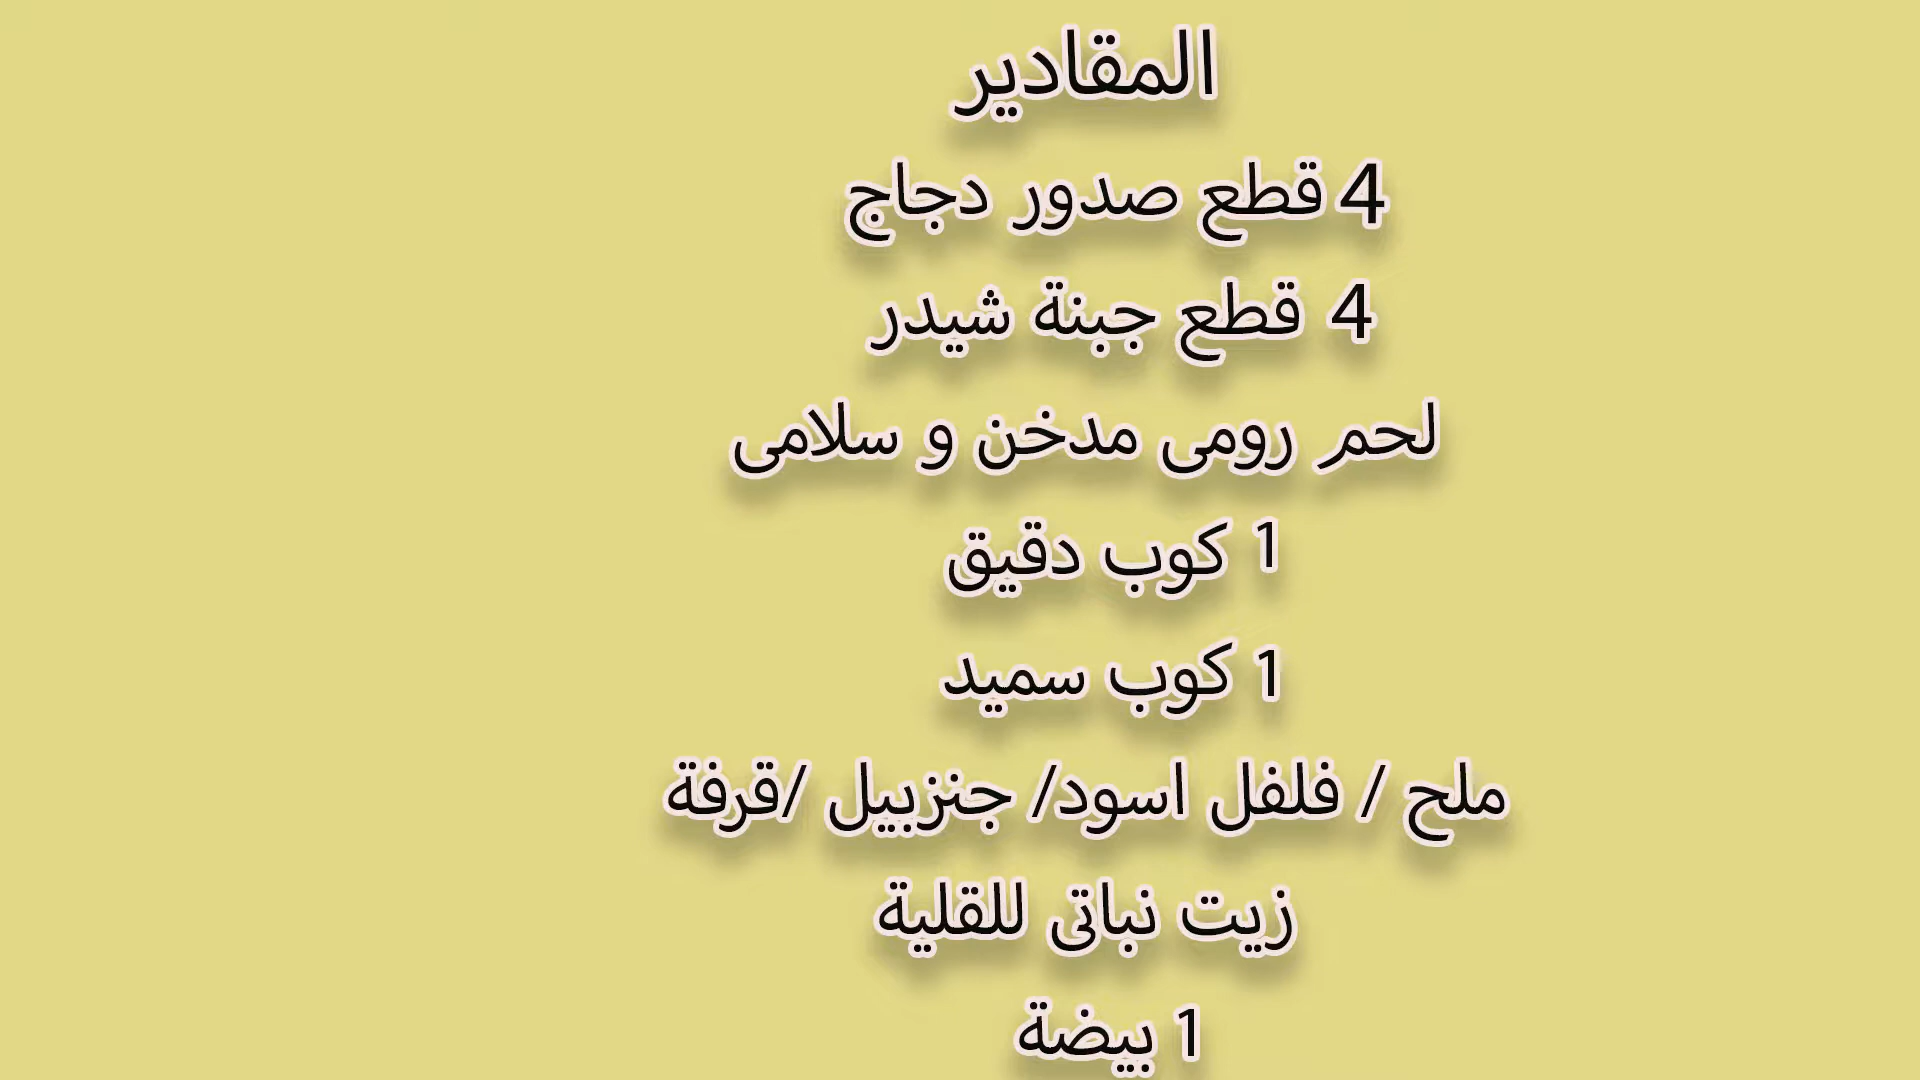 المقادير
4 قطع صدور دجاج
4 قطع جبنة شيدر
لحم رومى مدخن و سلامى
1 كوب دقيق
1 كوب سميد
ملح / فلفل اسود/ جنزبيل /قرفة
زيت نباتى للقلية
1 بيضة